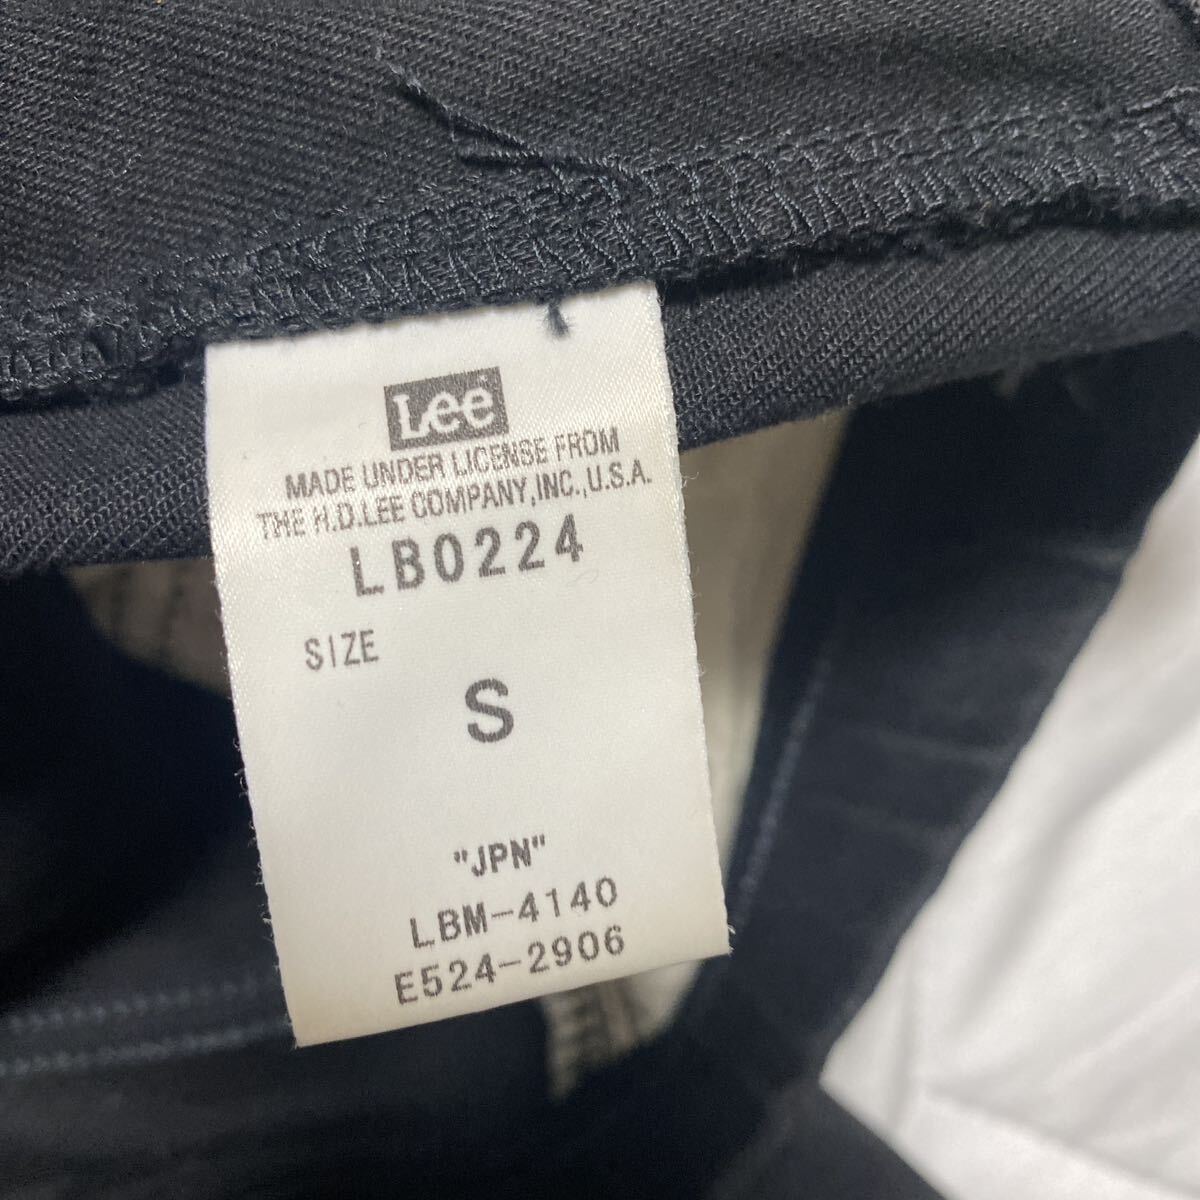 Lee
MADE UNDER LICENSE FROM
THE H.D.LEE COMPANY,INC.,U.S.A.
LB0224
SIZE
S
"JPN"
LBM-4140
E524-2906